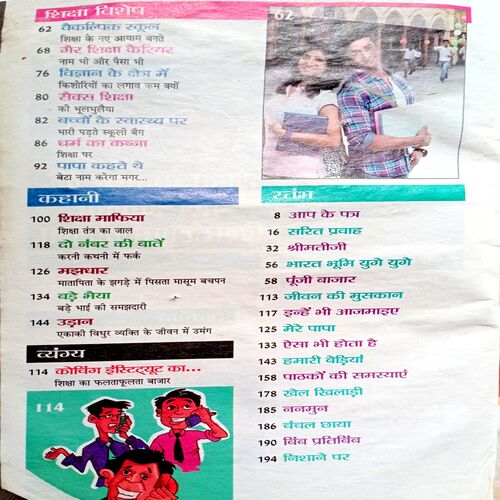 शिक्षा विशेष
62 वैकल्पिक स्कूल
शिक्षा के नए आयाम बनते
68 गैर शिक्षा कैरियर
नाम भी और पैसा भी
76 विज्ञान के क्षेत्र में
किशोरियों का लगाव कम क्यों
80 सैक्स शिक्षा
की भूलभुलैया
82 बच्चों के स्वास्थ्य पर
भारी पड़ते स्कूली बैग
86 धर्म का कब्जा
शिक्षा पर
92 पापा कहते थे
बेटा नाम करेगा मगर...
62
कहानी
100 शिक्षा माफिया
शिक्षा तंत्र का जाल
118 दो नंबर की बातें
करनी कथनी में फर्क
126 मझधार
मातापिता के झगड़े में पिसता मासूम बचपन
134 बड़े भैया
बड़े भाई की समझदारी
144 उड़ान
एकाकी विधुर व्यक्ति के जीवन में उमंग
व्यंग्य
114 कोचिंग इंस्टिट्यूट का...
शिक्षा का फलताफूलता बाजार
114
स्तंभ
8 आप के पत्र
16 सरित प्रवाह
32 श्रीमतीजी
56 भारत भूमि युगे युगे
58 पूंजी बाजार
113 जीवन की मुसकान
117 इन्हें भी आजमाइए
125 मेरे पापा
133 ऐसा भी होता है
143 हमारी बेड़ियां
158 पाठकों की समस्याएं
178 खेल खिलाड़ी
185 ननमुन
186 चंचल छाया
190 बिंब प्रतिबिंब
194 निशाने पर